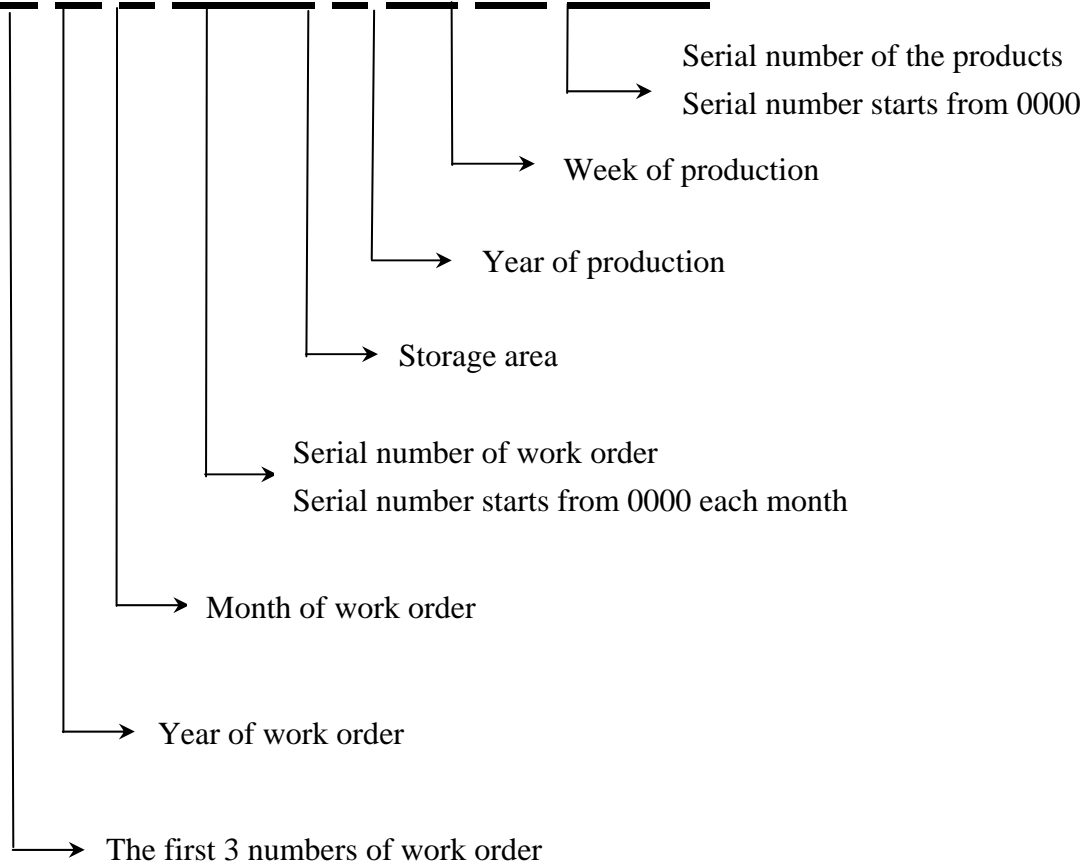 Serial number of the products
Serial number starts from 0000
Week of production
Year of production
Storage area
Serial number of work order
Serial number starts from 0000 each month
Month of work order
Year of work order
The first 3 numbers of work order